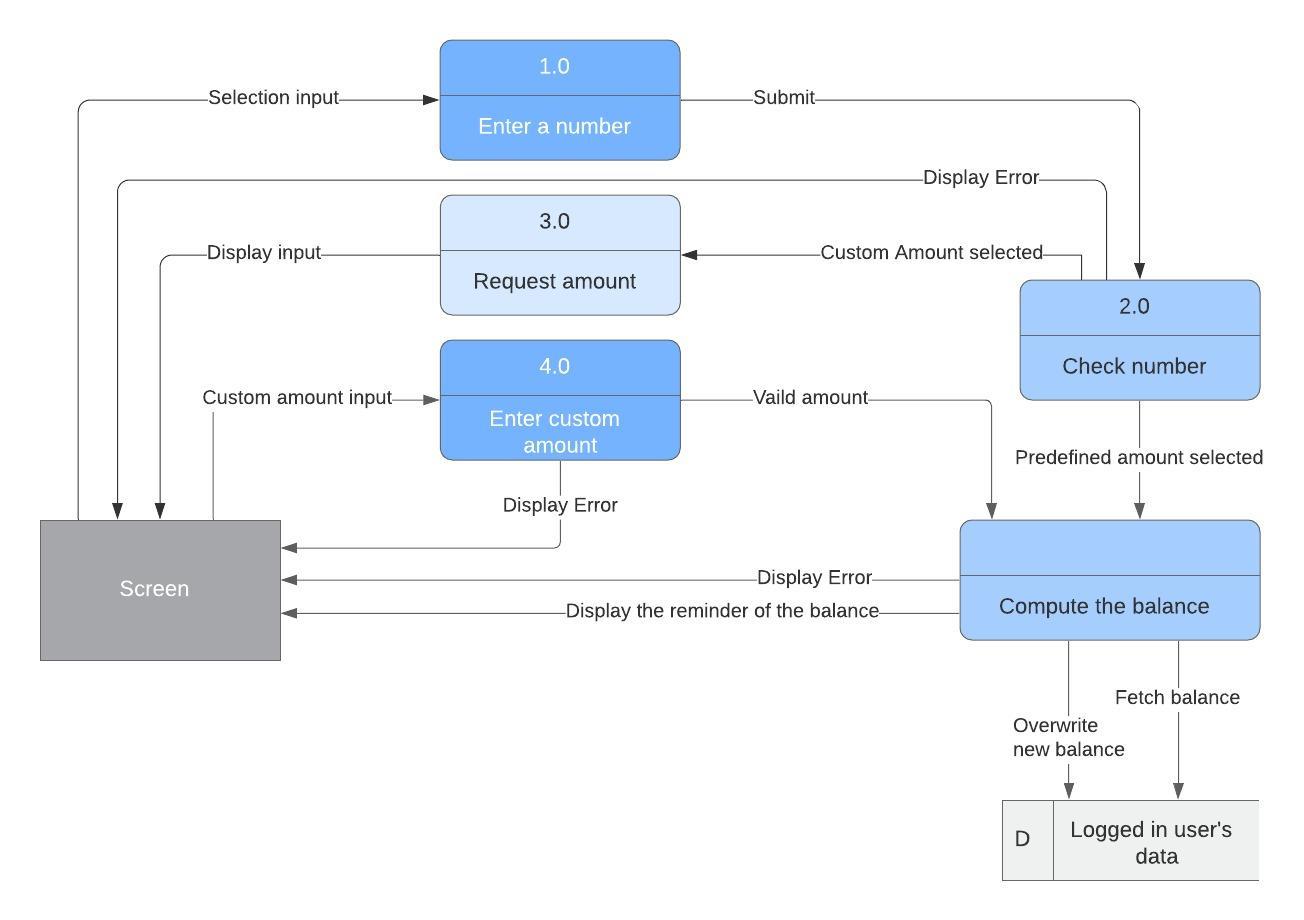 1.0
Selection input
Submit
Enter a number
Display Error
3.0
Display input
Custom Amount selected
Request amount
2.0
Check number
4.0
Custom amount input
Vaild amount
Enter custom
amount
Predefined amount selected
Display Error
Screen
Display Error
Compute the balance
Display the reminder of the balance
Fetch balance
Overwrite
new balance
D
Logged in user's
data